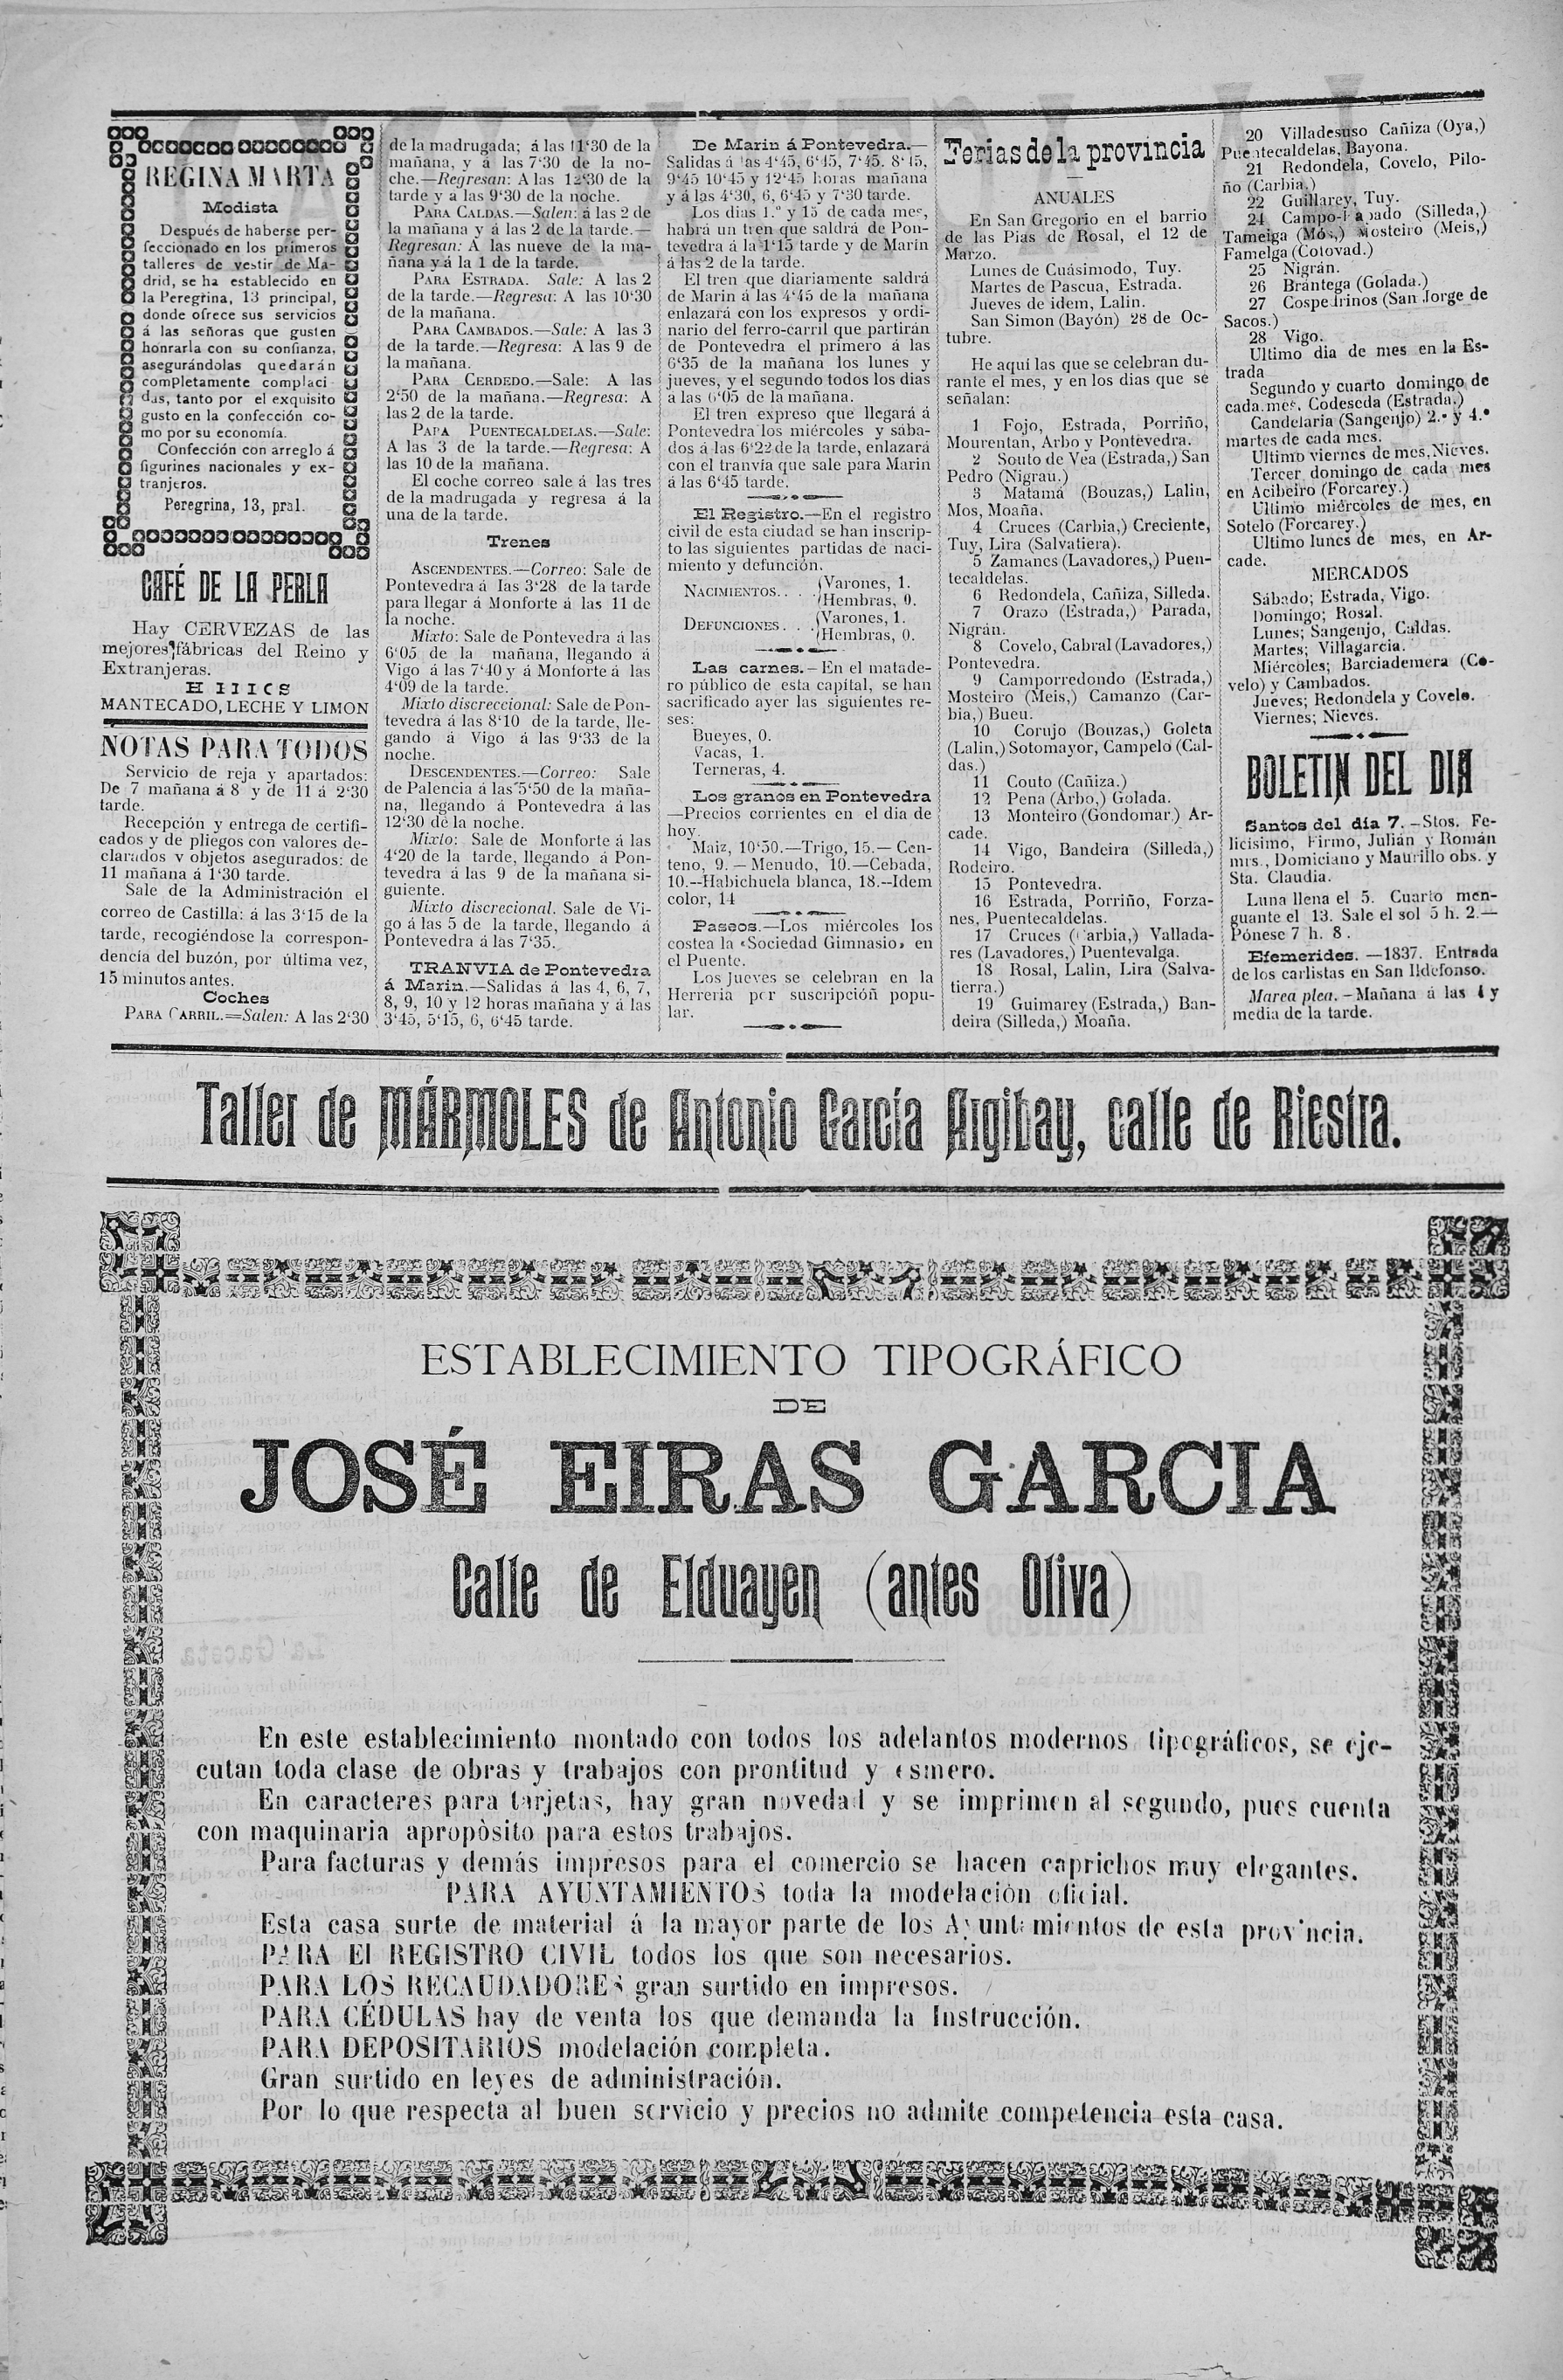 REGINA MARTA
Modista
Después de haberse per-
feccionado en los primeros
talleres de vestir de Ma-
drid, se ha establecido en
la Peregrina, 13 principal,
donde ofrece sus servicios
á las señoras que gusten
honrarla con su confianza,
asegurándolas quedarán
completamente complaci-
das, tanto por el exquisito
gusto en la confección co-
mo por su economía.
Confección con arreglo á
figurines nacionales y ex-
tranjeros.
Peregrina, 13, pral.
CAFÉ DE LA PERLA
Hay CERVEZAS de las
mejores fábricas del Reino y
Extranjeras.
MANTECADO, LECHE Y LIMON
NOTAS PARA TODOS
Servicio de reja y apartados:
De 7 mañana á 8 y de 11 á 2'30
tarde.
Recepción y entrega de certifi-
cados y de pliegos con valores de-
clarados y objetos asegurados: de
11 mañana á 1'30 tarde.
Sale de la Administración el
correo de Castilla: á las 3'15 de la
tarde, recogiéndose la correspon-
dencia del buzón, por última vez,
15 minutos antes.
Coches
PARA CARRIL.=Salen: A las 2'30
de la madrugada; á las 11'30 de la
mañana, y á las 7'30 de la no-
che.—Regresan: A las 12'30 de la
tarde y a las 9'30 de la noche.
PARA CALDAS.—Salen: á las 2 de
la mañana y á las 2 de la tarde.—
Regresan: A las nueve de la ma-
ñana y á la 1 de la tarde.
PARA ESTRADA. Sale: A las 2
de la tarde.—Regresa: A las 10'30
de la mañana.
PARA CAMBADOS.—Sale: A las 3
de la tarde.—Regresa: A las 9 de
la mañana.
PARA CERDEDO.—Sale: A las
2'50 de la mañana.—Regresa: A
las 2 de la tarde.
PARA PUENTECALDELAS.—Sale:
A las 3 de la tarde.—Regresa: A
las 10 de la mañana.
El coche correo sale á las tres
de la madrugada y regresa á la
una de la tarde.
Trenes
ASCENDENTES.—Correo: Sale de
Pontevedra á las 3'28 de la tarde
para llegar á Monforte á las 11 de
la noche.
Mixto: Sale de Pontevedra á las
6'05 de la mañana, llegando á
Vigo á las 7'40 y á Monforte á las
4'09 de la tarde.
Mixto discreccional: Sale de Pon-
tevedra á las 8'10 de la tarde, lle-
gando á Vigo á las 9'33 de la
noche.
DESCENDENTES.—Correo: Sale
de Palencia á las 5'50 de la maña-
na, llegando á Pontevedra á las
12'30 de la noche.
Mixto: Sale de Monforte á las
4'20 de la tarde, llegando á Pon-
tevedra á las 9 de la mañana si-
guiente.
Mixto discrecional. Sale de Vi-
go á las 5 de la tarde, llegando á
Pontevedra á las 7'35.
TRANVIA de Pontevedra
á Marin.—Salidas á las 4, 6, 7,
8, 9, 10 y 12 horas mañana y á las
3'45, 5'15, 6, 6'45 tarde.
De Marin á Pontevedra.—
Salidas á las 4'45, 6'45, 7'45. 8'45,
9'45 10'45 y 12'45 horas mañana
y á las 4'30, 6, 6'45 y 7'30 tarde.
Los dias 1.º y 15 de cada mes,
habrá un tren que saldrá de Pon-
tevedra á la 1'15 tarde y de Marin
á las 2 de la tarde.
El tren que diariamente saldrá
de Marin á las 4'45 de la mañana
enlazará con los expresos y ordi-
nario del ferro-carril que partirán
de Pontevedra el primero á las
6'35 de la mañana los lunes y
jueves, y el segundo todos los dias
á las 6'05 de la mañana.
El tren expreso que llegará á
Pontevedra los miércoles y sába-
dos á las 6'22 de la tarde, enlazará
con el tranvía que sale para Marin
á las 6'45 tarde.
El Registro.—En el registro
civil de esta ciudad se han inscrip-
to las siguientes partidas de naci-
miento y defunción.
NACIMIENTOS. . . . (Varones, 1.
(Hembras, 0.
DEFUNCIONES . . . (Varones, 1.
(Hembras, 0.
Las carnes.—En el matade-
ro público de esta capital, se han
sacrificado ayer las siguientes re-
ses:
Bueyes, 0.
Vacas, 1.
Terneras, 4.
Los granos en Pontevedra
—Precios corrientes en el dia de
hoy.
Maiz, 10'50.—Trigo, 15.— Cen-
teno, 9. — Menudo, 10.—Cebada,
10.--Habichuela blanca, 18.--Idem
color, 14
Paseos.—Los miércoles los
costea la «Sociedad Gimnasio» en
el Puente.
Los Jueves se celebran en la
Herreria por suscripción popu-
lar.
Ferias de la provincia
ANUALES
En San Gregorio en el barrio
de las Pias de Rosal, el 12 de
Marzo.
Lunes de Cuásimodo, Tuy.
Martes de Pascua, Estrada.
Jueves de idem, Lalin.
San Simon (Bayón) 28 de Oc-
tubre.
He aquí las que se celebran du-
rante el mes, y en los dias que se
señalan:
1 Fojo, Estrada, Porriño,
Mourentan, Arbo y Pontevedra.
2 Souto de Vea (Estrada,) San
Pedro (Nigrau.)
3 Matamá (Bouzas,) Lalin,
Mos, Moaña.
4 Cruces (Carbia,) Creciente,
Tuy, Lira (Salvatiera).
5 Zamanes (Lavadores,) Puen-
tecaldelas.
6 Redondela, Cañiza, Silleda.
7 Orazo (Estrada,) Parada,
Nigrán.
8 Covelo, Cabral (Lavadores,)
Pontevedra.
9 Camporredondo (Estrada,)
Mosteiro (Meis,) Camanzo (Car-
bia,) Bueu.
10 Corujo (Bouzas,) Goleta
(Lalin,) Sotomayor, Campelo (Cal-
das.)
11 Couto (Cañiza.)
12 Pena (Arbo,) Golada.
13 Monteiro (Gondomar.) Ar-
cade.
14 Vigo, Bandeira (Silleda,)
Rodeiro.
15 Pontevedra.
16 Estrada, Porriño, Forza-
nes, Puentecaldelas.
17 Cruces (Carbia,) Vallada-
res (Lavadores,) Puentevalga.
18 Rosal, Lalin, Lira (Salva-
tierra.)
19 Guimarey (Estrada,) Ban-
deira (Silleda,) Moaña.
20 Villadesuso Cañiza (Oya,)
Puentecaldelas, Bayona.
21 Redondela, Covelo, Pilo-
ño (Carbia.)
22 Guillarey, Tuy.
24 Campo-Lapado (Silleda,)
Tameiga (Mós,) Mosteiro (Meis,)
Famelga (Cotovad.)
25 Nigrán.
26 Brántega (Golada.)
27 Cospedrinos (San Jorge de
Sacos.)
28 Vigo.
Ultimo dia de mes en la Es-
trada
Segundo y cuarto domingo de
cada mes, Codeseda (Estrada.)
Candelaria (Sangenjo) 2.º y 4.º
martes de cada mes.
Ultimo viernes de mes, Nieves.
Tercer domingo de cada mes
en Acibeiro (Forcarey.)
Ultimo miércoles de mes, en
Sotelo (Forcarey.)
Ultimo lunes de mes, en Ar-
cade.
MERCADOS
Sábado; Estrada, Vigo.
Domingo; Rosal.
Lunes; Sangenjo, Caldas.
Martes; Villagarcia.
Miércoles; Barciademera (Co-
velo) y Cambados.
Jueves; Redondela y Covelo.
Viernes; Nieves.
BOLETIN DEL DIA
Santos del día 7.—Stos. Fe-
licisimo, Firmo, Julián y Román
mrs., Domiciano y Maurillo obs. y
Sta. Claudia.
Luna llena el 5. Cuarto men-
guante el 13. Sale el sol 5 h. 2.—
Pónese 7 h. 8.
Efemerides.—1837. Entrada
de los carlistas en San Ildefonso.
Marea plea.—Mañana á las 4 y
media de la tarde.
Taller de MÁRMOLES de Antonio García Argibay, calle de Riestra.
ESTABLECIMIENTO TIPOGRÁFICO
DE
JOSÉ EIRAS GARCIA
Calle de Elduayen (antes Oliva)
En este establecimiento montado con todos los adelantos modernos tipográficos, se eje-
cutan toda clase de obras y trabajos con prontitud y esmero.
En caracteres para tarjetas, hay gran novedad y se imprimen al segundo, pues cuenta
con maquinaria apropòsito para estos trabajos.
Para facturas y demás impresos para el comercio se hacen caprichos muy elegantes.
PARA AYUNTAMIENTOS toda la modelación oficial.
Esta casa surte de material á la mayor parte de los Ayuntamientos de esta provincia.
PARA El REGISTRO CIVIL todos los que son necesarios.
PARA LOS RECAUDADORES gran surtido en impresos.
PARA CÉDULAS hay de venta los que demanda la Instrucción.
PARA DEPOSITARIOS modelación completa.
Gran surtido en leyes de administración.
Por lo que respecta al buen servicio y precios no admite competencia esta casa.